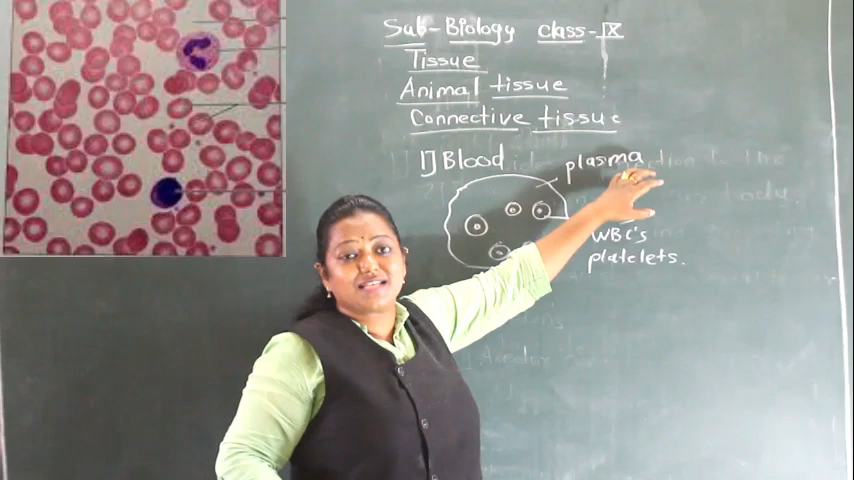 Sub-Biology class-IX
Tissue
Animal tissue
Connective tissue
1] Blood
plasma
WBC's
platelets.